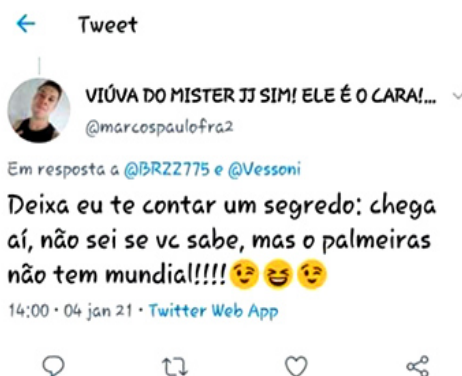 Tweet
VIÚVA DO MISTER JJ SIM! ELE É O CARA!...
@marcospaulofra2
Em resposta a @BRZZ775 e @Vessoni
Deixa eu te contar um segredo: chega
aí, não sei se vc sabe, mas o palmeiras
não tem mundial!!!!😉😆😉
14:00 · 04 jan 21 · Twitter Web App